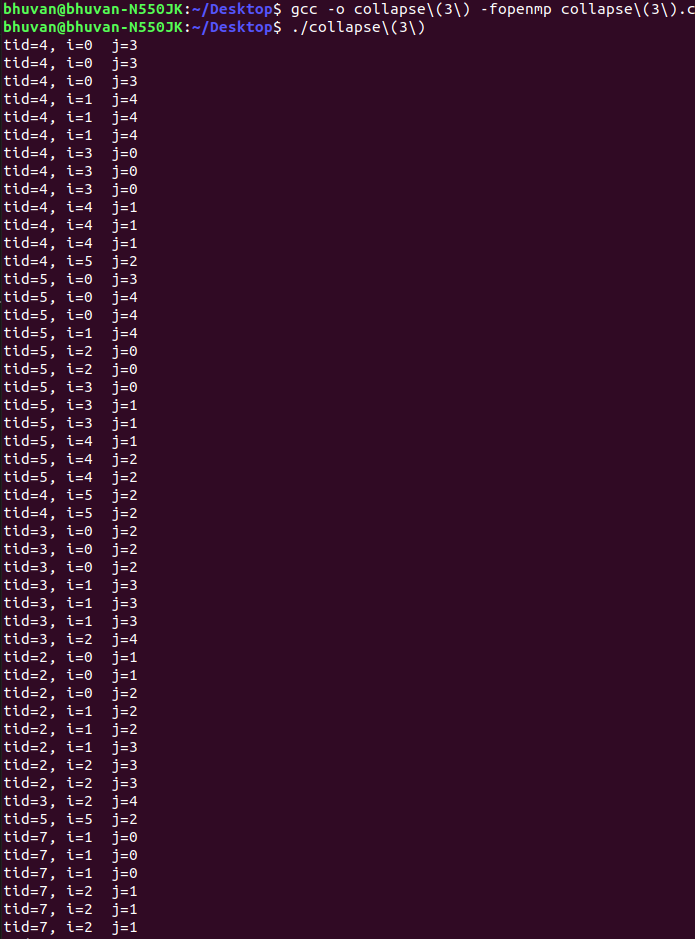 bhuvan@bhuvan-N550JK:~/Desktop$ gcc -o collapse\(3\) -fopenmp collapse\(3\).c
bhuvan@bhuvan-N550JK:~/Desktop$ ./collapse\(3\)
tid=4, i=0  j=3
tid=4, i=0  j=3
tid=4, i=0  j=3
tid=4, i=1  j=4
tid=4, i=1  j=4
tid=4, i=1  j=4
tid=4, i=3  j=0
tid=4, i=3  j=0
tid=4, i=3  j=0
tid=4, i=4  j=1
tid=4, i=4  j=1
tid=4, i=4  j=1
tid=4, i=5  j=2
tid=5, i=0  j=3
tid=5, i=0  j=4
tid=5, i=0  j=4
tid=5, i=1  j=4
tid=5, i=2  j=0
tid=5, i=2  j=0
tid=5, i=3  j=0
tid=5, i=3  j=1
tid=5, i=3  j=1
tid=5, i=4  j=1
tid=5, i=4  j=2
tid=5, i=4  j=2
tid=4, i=5  j=2
tid=4, i=5  j=2
tid=3, i=0  j=2
tid=3, i=0  j=2
tid=3, i=0  j=2
tid=3, i=1  j=3
tid=3, i=1  j=3
tid=3, i=1  j=3
tid=3, i=2  j=4
tid=2, i=0  j=1
tid=2, i=0  j=1
tid=2, i=0  j=2
tid=2, i=1  j=2
tid=2, i=1  j=2
tid=2, i=1  j=3
tid=2, i=2  j=3
tid=2, i=2  j=3
tid=3, i=2  j=4
tid=5, i=5  j=2
tid=7, i=1  j=0
tid=7, i=1  j=0
tid=7, i=1  j=0
tid=7, i=2  j=1
tid=7, i=2  j=1
tid=7, i=2  j=1